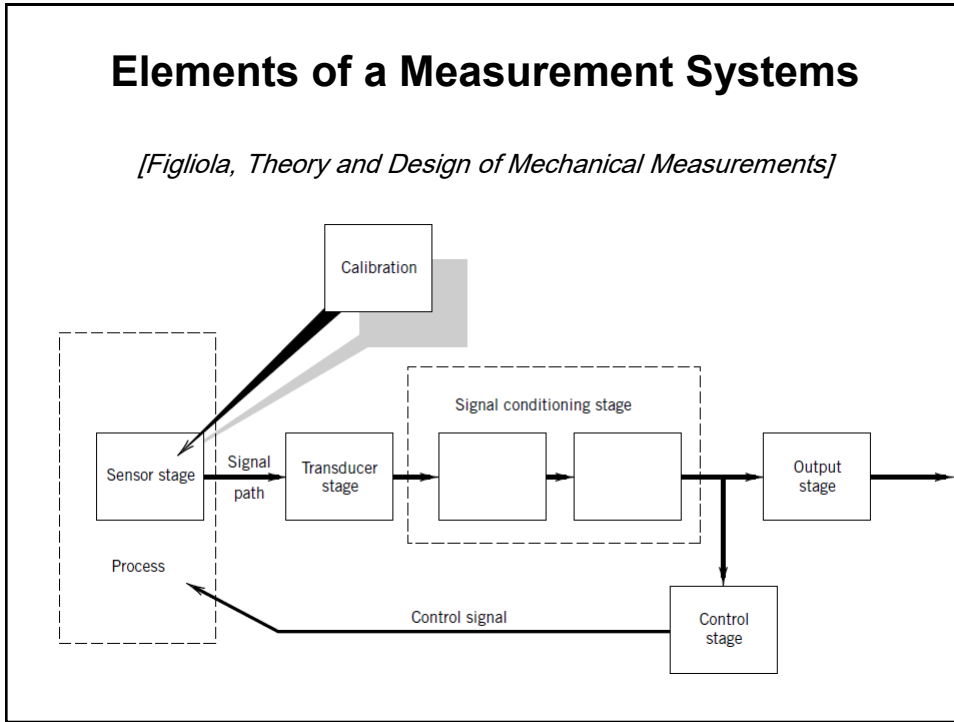 Elements of a Measurement Systems
[Figliola, Theory and Design of Mechanical Measurements]
Calibration
Signal conditioning stage
Sensor stage
Signal
path
Transducer
stage
Output
stage
Process
Control signal
Control
stage